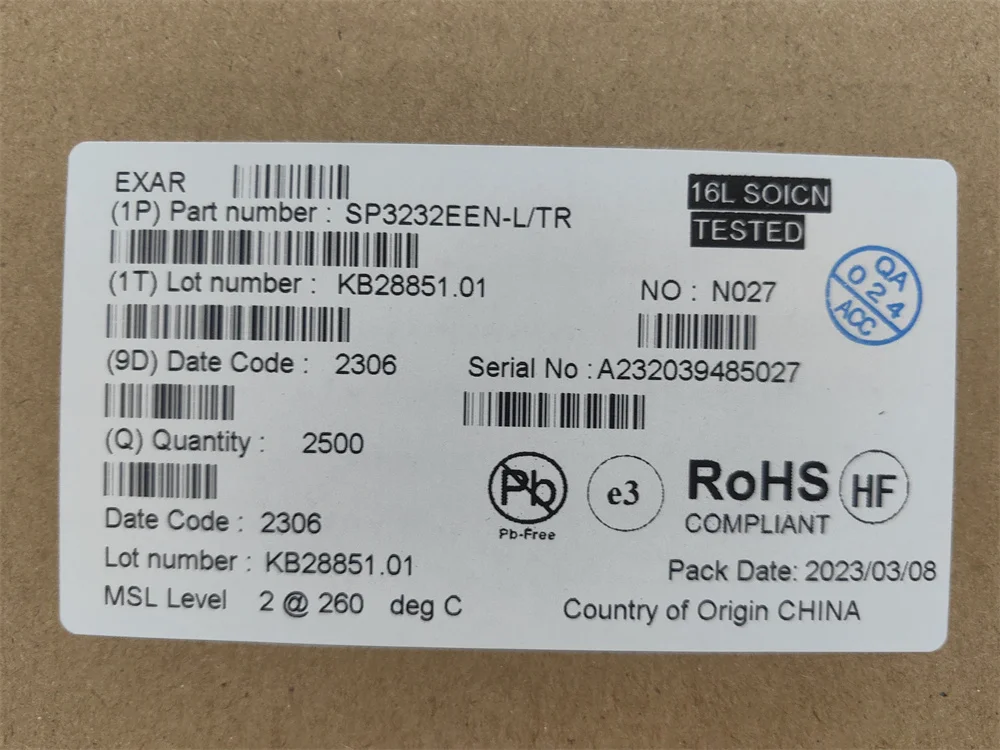 EXAR
(1P) Part number : SP3232EEN-L/TR
16L SOICN
TESTED
(1T) Lot number : KB28851.01
NO : N027
QA
024
ACC
(9D) Date Code : 2306
Serial No : A232039485027
(Q) Quantity : 2500
Pb
Pb-Free
e3
RoHS
COMPLIANT
HF
Date Code : 2306
Lot number : KB28851.01
Pack Date: 2023/03/08
MSL Level 2 @ 260 deg C
Country of Origin CHINA